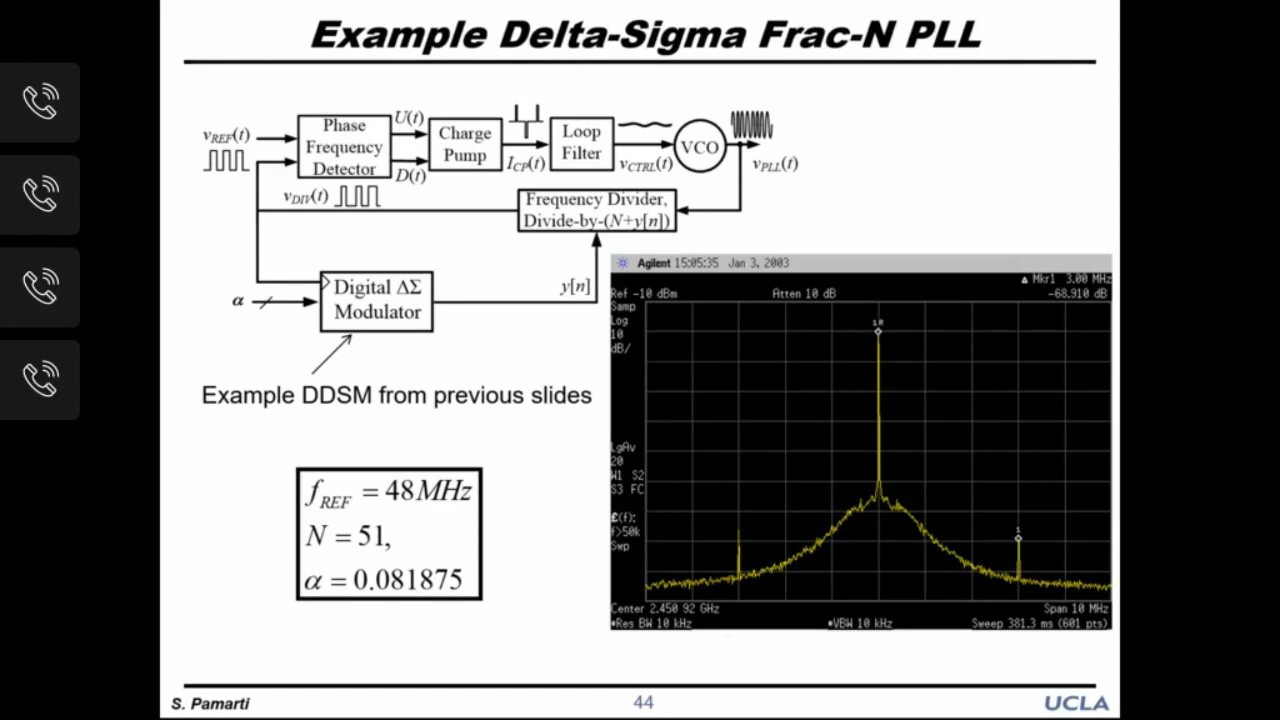 Example Delta-Sigma Frac-N PLL
vREF(t)
Phase
Frequency
Detector
U(t)
D(t)
Charge
Pump
ICP(t)
Loop
Filter
vCTRL(t)
VCO
vPLL(t)
vDIV(t)
Frequency Divider,
Divide-by-(N+y[n])
α
Digital ΔΣ
Modulator
y[n]
Example DDSM from previous slides
fREF = 48MHz
N = 51,
α = 0.081875
Agilent 15:05:35 Jan 3, 2003
▲ Mkr1 3.00 MHz
Ref -10 dBm Atten 10 dB -68.910 dB
Samp
Log
10
dB/
1R
LgAv
20
W1 S2
S3 FC
£(f):
f>50k
Swp
1
Center 2.450 92 GHz Span 10 MHz
*Res BW 10 kHz *VBW 10 kHz Sweep 381.3 ms (601 pts)
S. Pamarti 44 UCLA